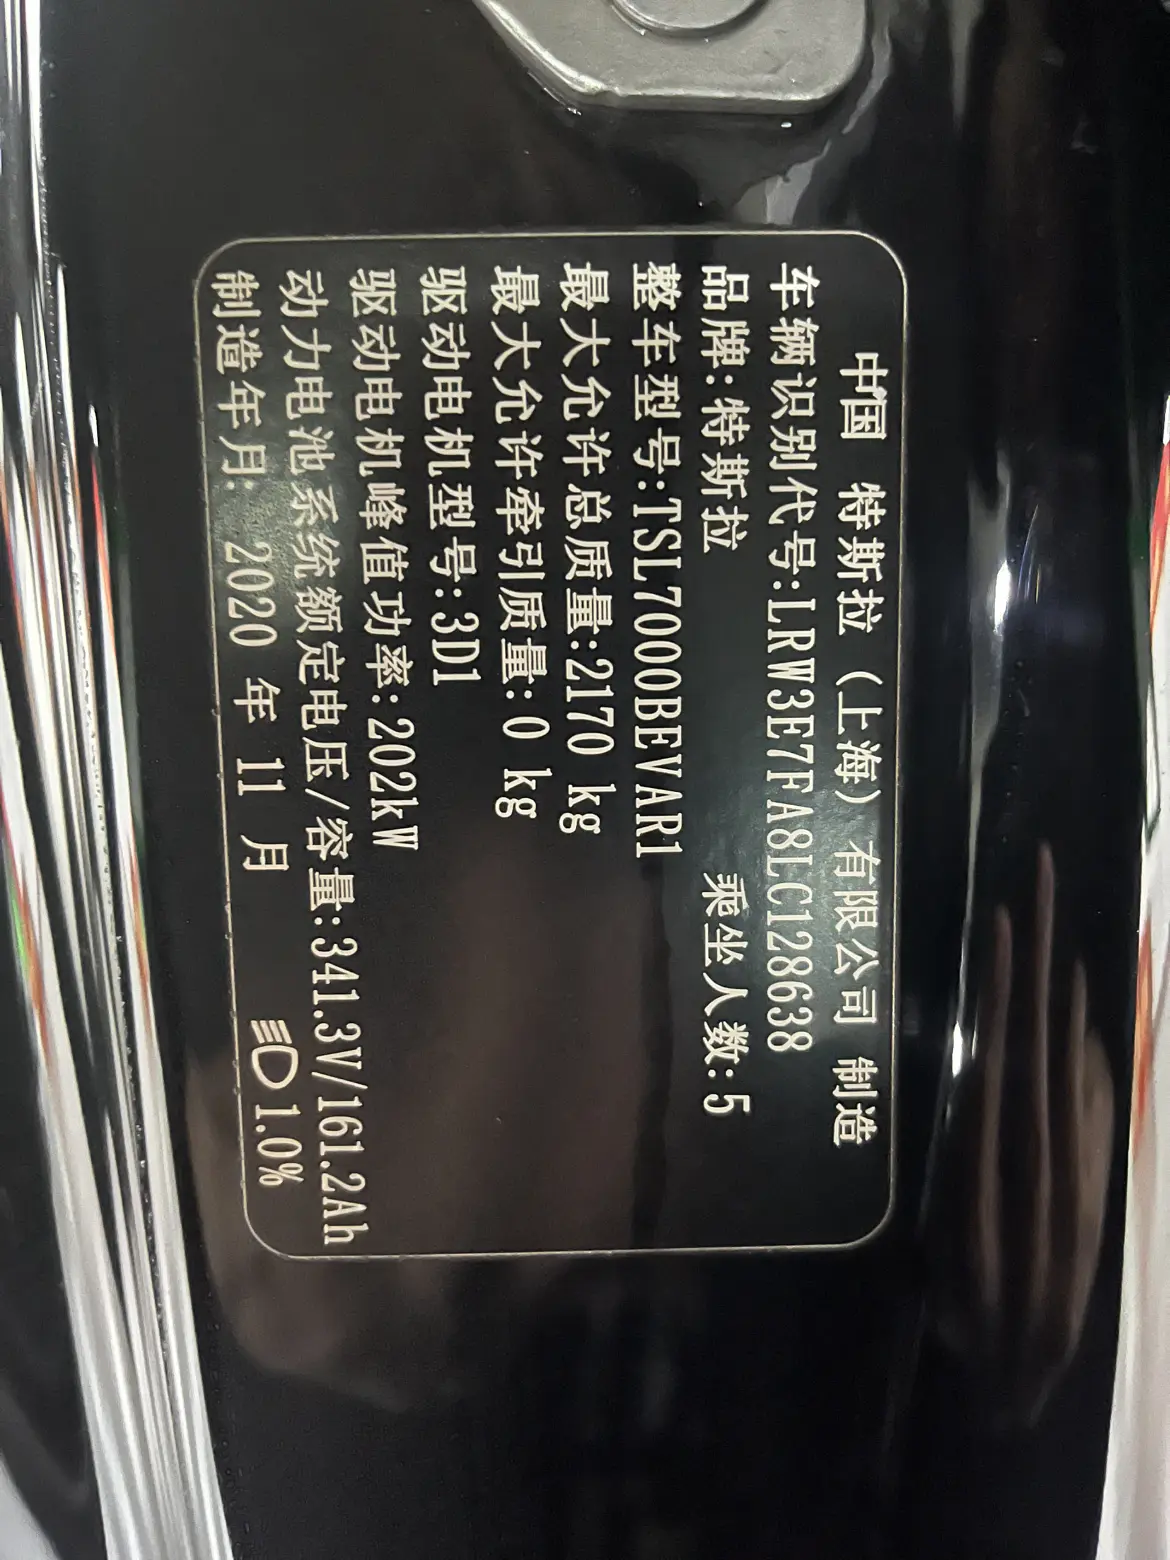 中国 特斯拉（上海）有限公司 制造
车辆识别代号:LRW3E7FA8LC128638
品牌:特斯拉 乘坐人数:5
整车型号:TSL7000BEVAR1
最大允许总质量:2170 kg
最大允许牵引质量:0 kg
驱动电机型号:3D1
驱动电机峰值功率:202kW
动力电池系统额定电压/容量:341.3V/161.2Ah
制造年月: 2020 年 11 月 1.0%